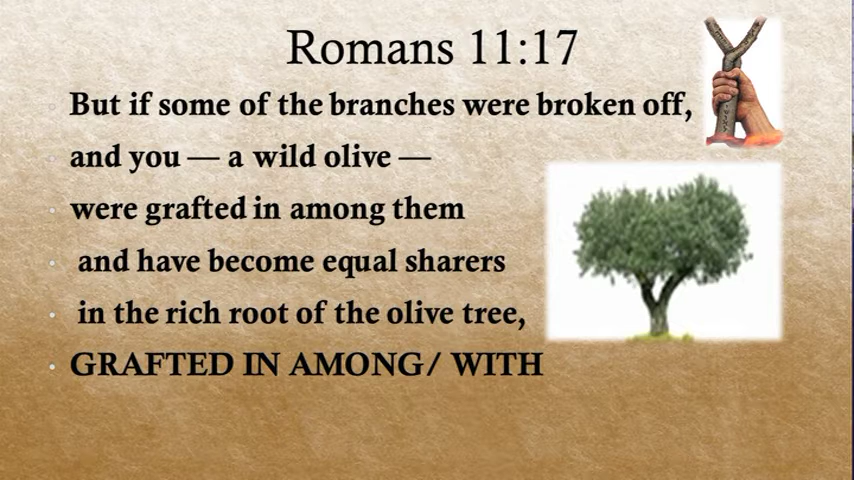 Romans 11:17
But if some of the branches were broken off,
and you — a wild olive —
were grafted in among them
and have become equal sharers
in the rich root of the olive tree,
GRAFTED IN AMONG/ WITH